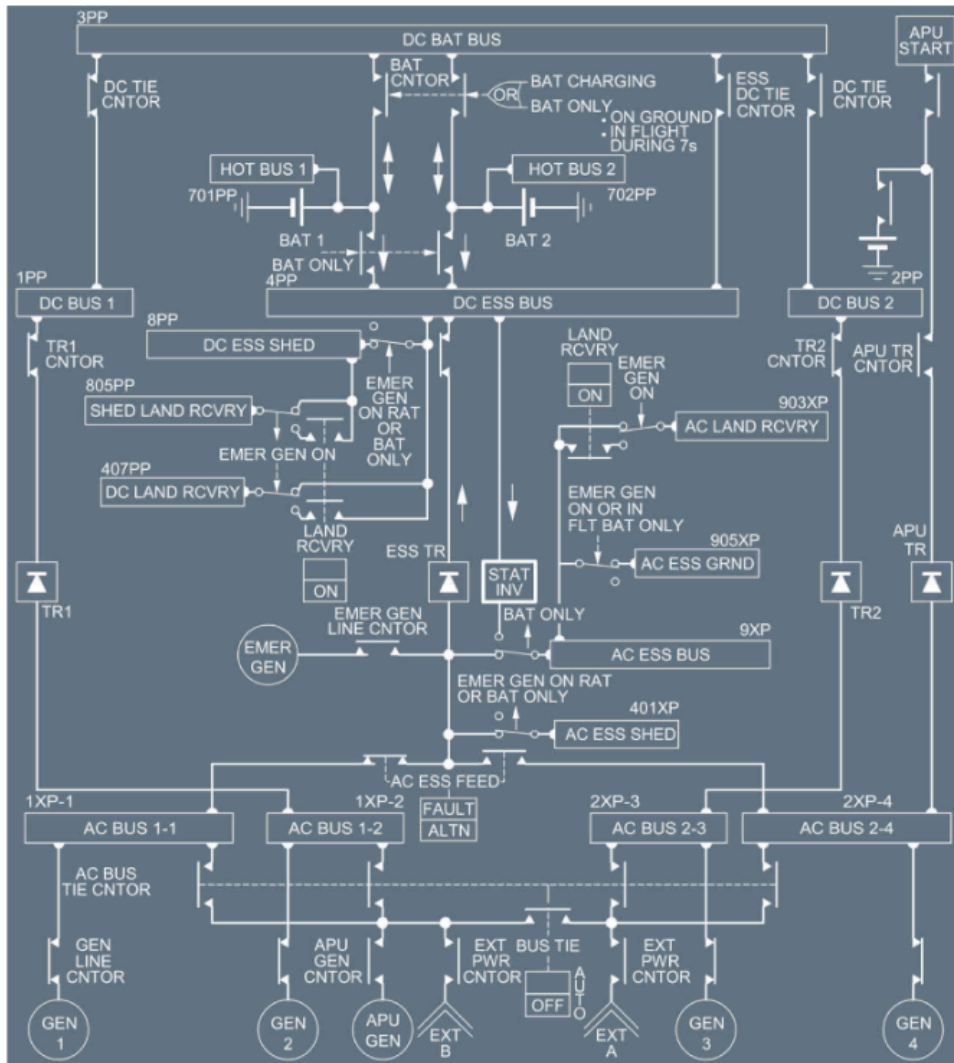 3PP
DC BAT BUS
APU
START
DC TIE
CNTOR
BAT
CNTOR
OR
BAT CHARGING
BAT ONLY
• ON GROUND
• IN FLIGHT
DURING 7s
ESS
DC TIE
CNTOR
DC TIE
CNTOR
HOT BUS 1
HOT BUS 2
701PP
702PP
BAT 1
BAT 2
BAT ONLY
1PP
4PP
2PP
DC BUS 1
DC ESS BUS
DC BUS 2
8PP
DC ESS SHED
TR1
CNTOR
LAND
RCVRY
ON
EMER
GEN
ON
TR2
CNTOR
APU TR
CNTOR
EMER
GEN
ON RAT
OR
BAT
ONLY
805PP
SHED LAND RCVRY
903XP
AC LAND RCVRY
EMER GEN ON
407PP
DC LAND RCVRY
LAND
RCVRY
ON
EMER GEN
ON OR IN
FLT BAT ONLY
905XP
AC ESS GRND
ESS TR
STAT
INV
APU
TR
TR1
TR2
BAT ONLY
EMER GEN
LINE CNTOR
EMER
GEN
9XP
AC ESS BUS
EMER GEN ON RAT
OR BAT ONLY
401XP
AC ESS SHED
AC ESS FEED
FAULT
ALTN
1XP-1
1XP-2
2XP-3
2XP-4
AC BUS 1-1
AC BUS 1-2
AC BUS 2-3
AC BUS 2-4
AC BUS
TIE CNTOR
GEN
LINE
CNTOR
APU
GEN
CNTOR
EXT
PWR
CNTOR
BUS TIE
OFF
AUTO
EXT
PWR
CNTOR
GEN
1
GEN
2
APU
GEN
EXT
B
EXT
A
GEN
3
GEN
4